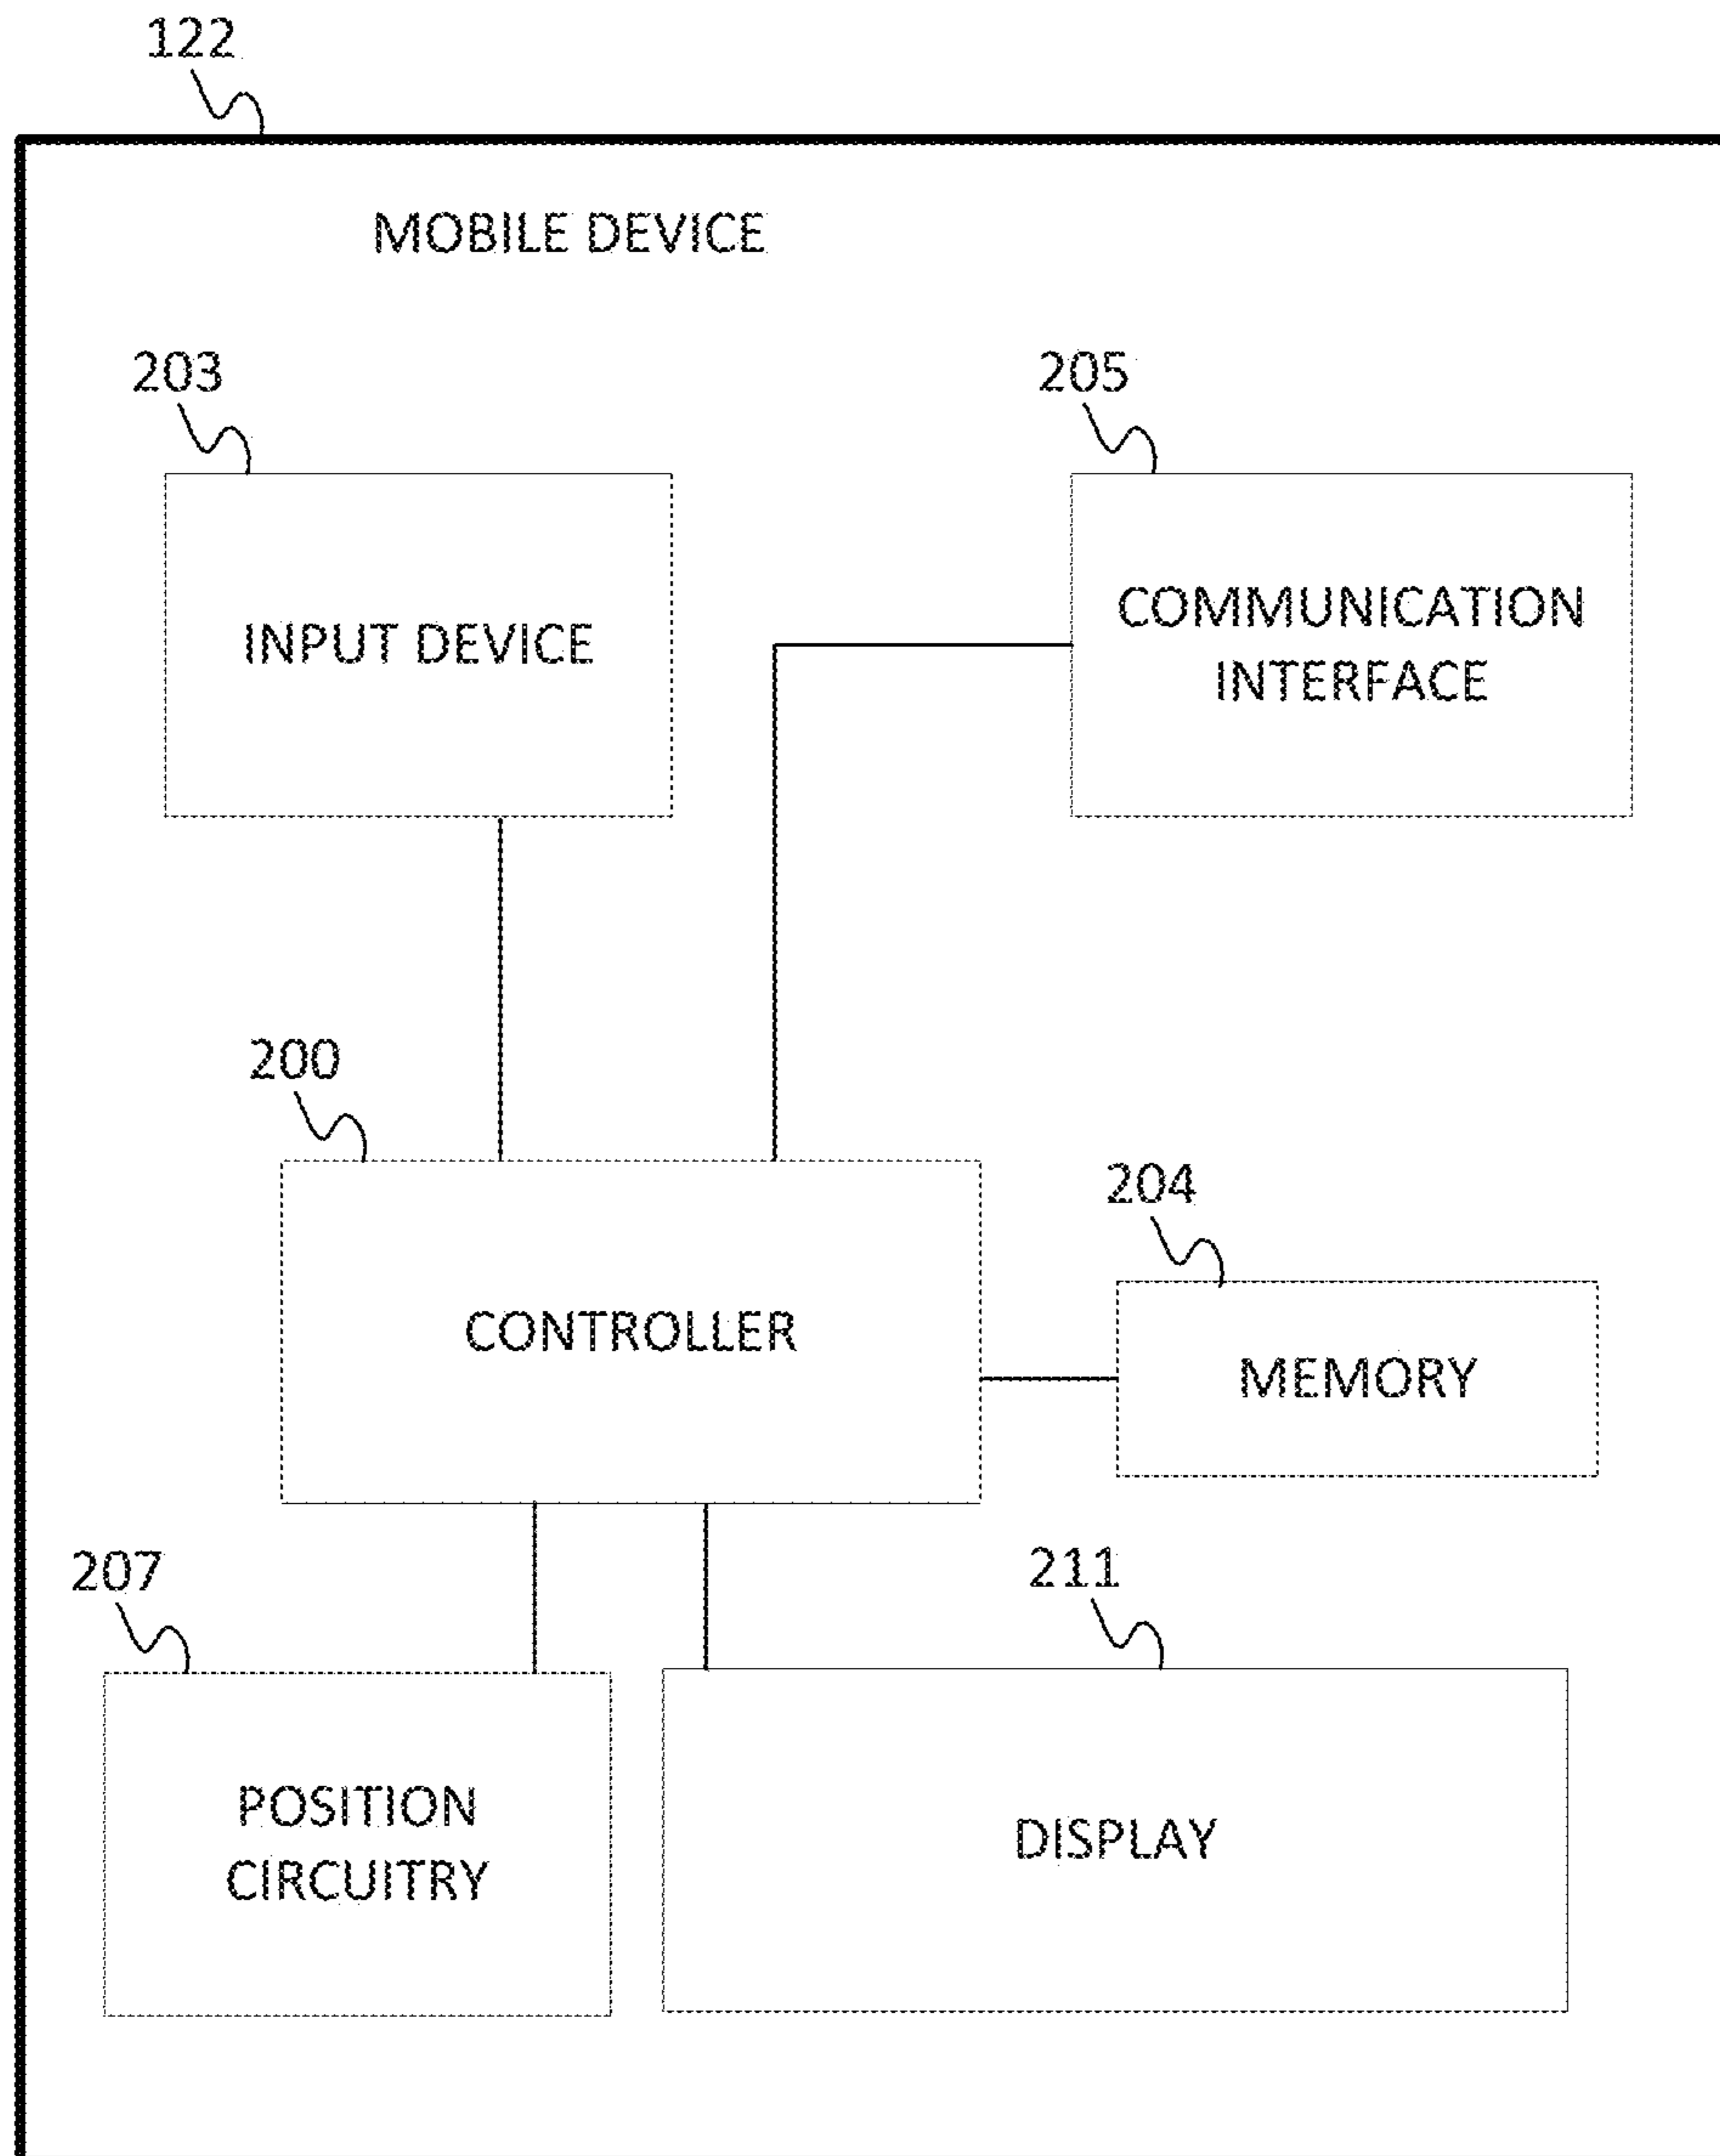 122
MOBILE DEVICE
203
205
INPUT DEVICE
COMMUNICATION
INTERFACE
200
204
CONTROLLER
MEMORY
207
211
POSITION
CIRCUITRY
DISPLAY